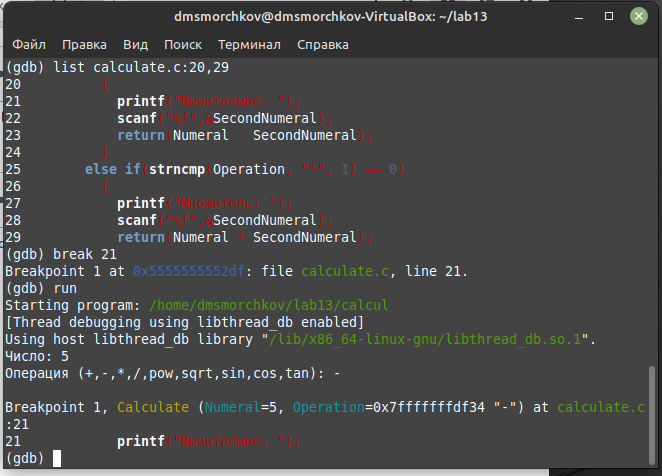 dmsmorchkov@dmsmorchkov-VirtualBox: ~/lab13
Файл Правка Вид Поиск Терминал Справка
(gdb) list calculate.c:20,29
20          {
21            printf("Вычитаемое: ");
22            scanf("%f",&SecondNumeral);
23            return(Numeral - SecondNumeral);
24          }
25        else if(strncmp(Operation, "*", 1) == 0)
26          {
27            printf("Множитель: ");
28            scanf("%f",&SecondNumeral);
29            return(Numeral * SecondNumeral);
(gdb) break 21
Breakpoint 1 at 0x5555555552df: file calculate.c, line 21.
(gdb) run
Starting program: /home/dmsmorchkov/lab13/calcul
[Thread debugging using libthread_db enabled]
Using host libthread_db library "/lib/x86_64-linux-gnu/libthread_db.so.1".
Число: 5
Операция (+,-,*,/,pow,sqrt,sin,cos,tan): -
Breakpoint 1, Calculate (Numeral=5, Operation=0x7fffffffdf34 "-") at calculate.c
:21
21            printf("Вычитаемое: ");
(gdb)